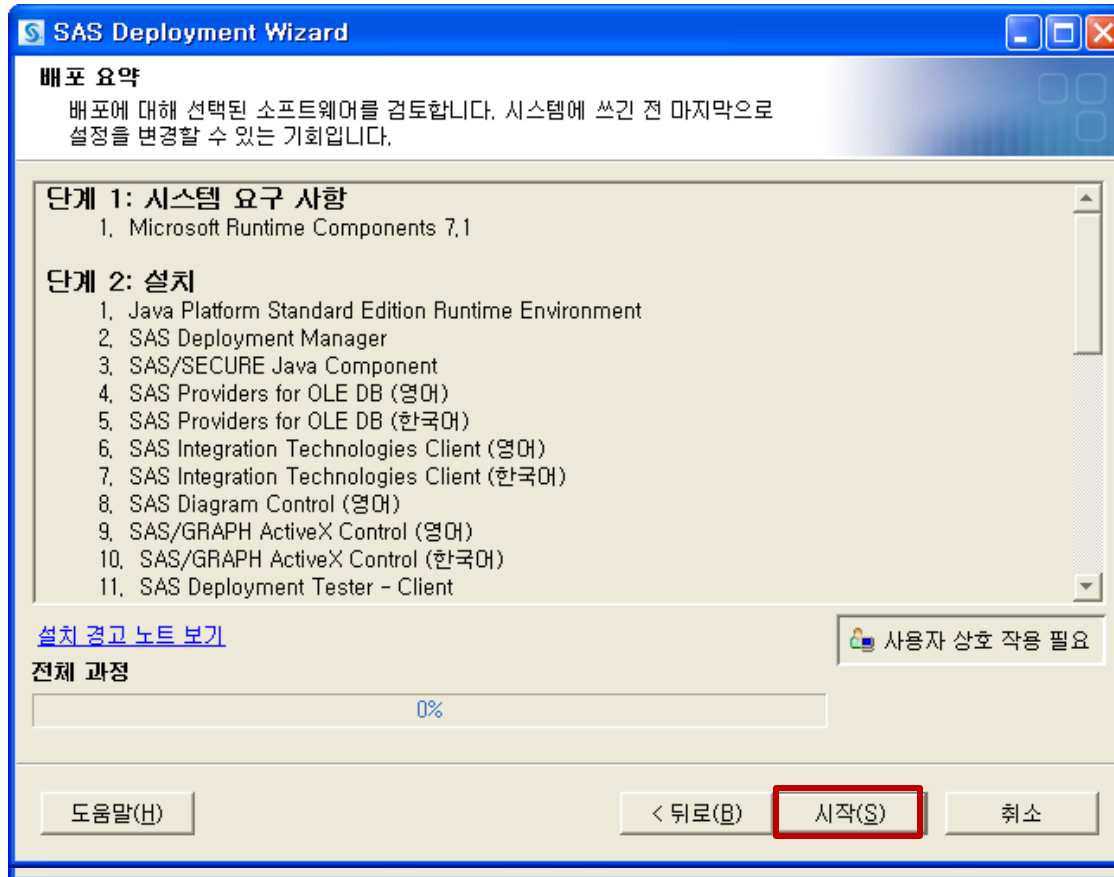 SAS Deployment Wizard
배포 요약
배포에 대해 선택된 소프트웨어를 검토합니다. 시스템에 쓰긴 전 마지막으로
설정을 변경할 수 있는 기회입니다.
단계 1: 시스템 요구 사항
1. Microsoft Runtime Components 7.1
단계 2: 설치
1. Java Platform Standard Edition Runtime Environment
2. SAS Deployment Manager
3. SAS/SECURE Java Component
4. SAS Providers for OLE DB (영어)
5. SAS Providers for OLE DB (한국어)
6. SAS Integration Technologies Client (영어)
7. SAS Integration Technologies Client (한국어)
8. SAS Diagram Control (영어)
9. SAS/GRAPH ActiveX Control (영어)
10. SAS/GRAPH ActiveX Control (한국어)
11. SAS Deployment Tester - Client
설치 경고 노트 보기
사용자 상호 작용 필요
전체 과정
0%
도움말(H) < 뒤로(B) 시작(S) 취소